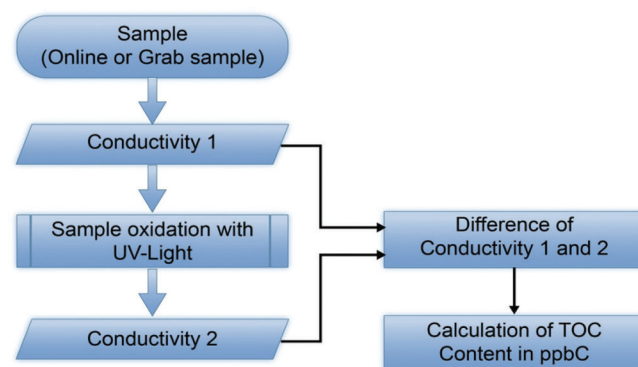 Sample
(Online or Grab sample)
Conductivity 1
Sample oxidation with
UV-Light
Conductivity 2
Difference of
Conductivity 1 and 2
Calculation of TOC
Content in ppbC